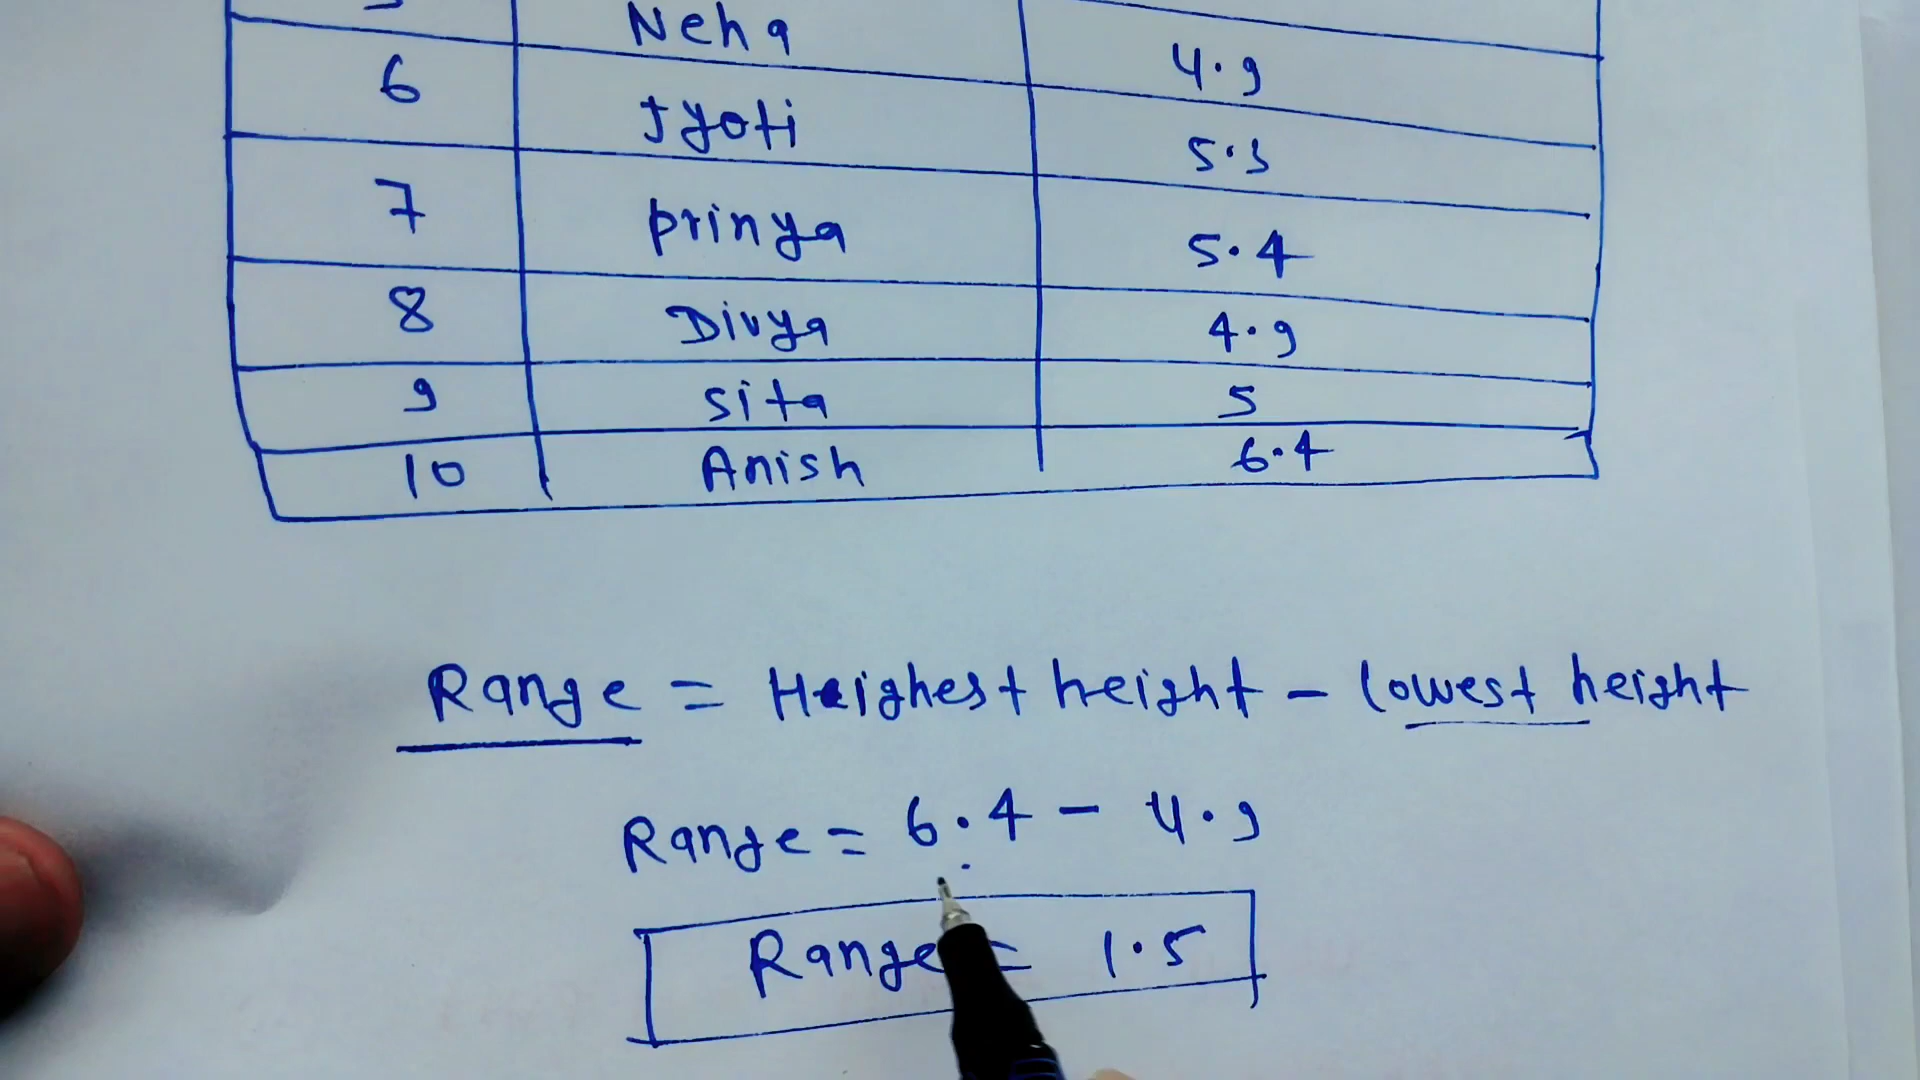 Neha 4.9
6 Jyoti 5.3
7 prinya 5.4
8 Divya 4.9
9 sita 5
10 Anish 6.4
Range = Heighest height - lowest height
Range = 6.4 - 4.9
Range = 1.5